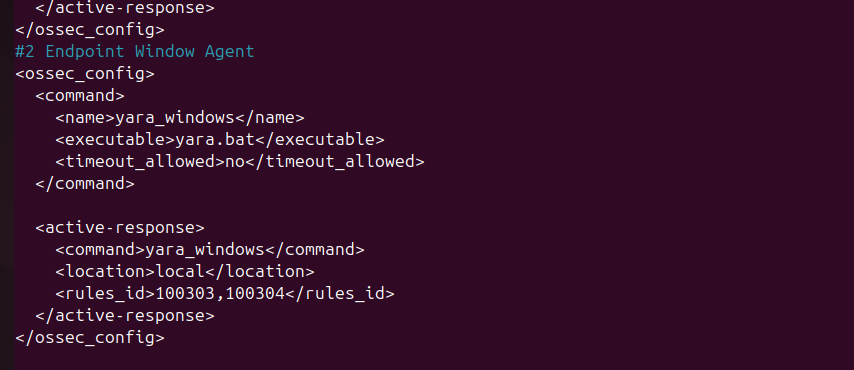 </active-response>
</ossec_config>
#2 Endpoint Window Agent
<ossec_config>
<command>
<name>yara_windows</name>
<executable>yara.bat</executable>
<timeout_allowed>no</timeout_allowed>
</command>
<active-response>
<command>yara_windows</command>
<location>local</location>
<rules_id>100303,100304</rules_id>
</active-response>
</ossec_config>